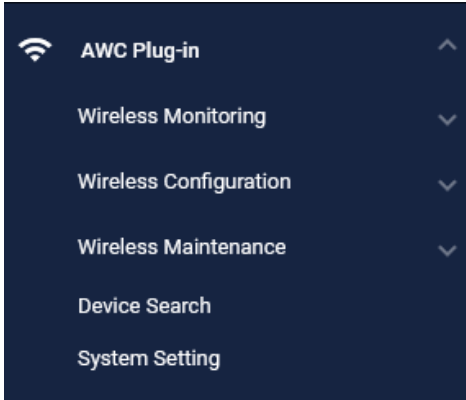 AWC Plug-in
Wireless Monitoring
Wireless Configuration
Wireless Maintenance
Device Search
System Setting